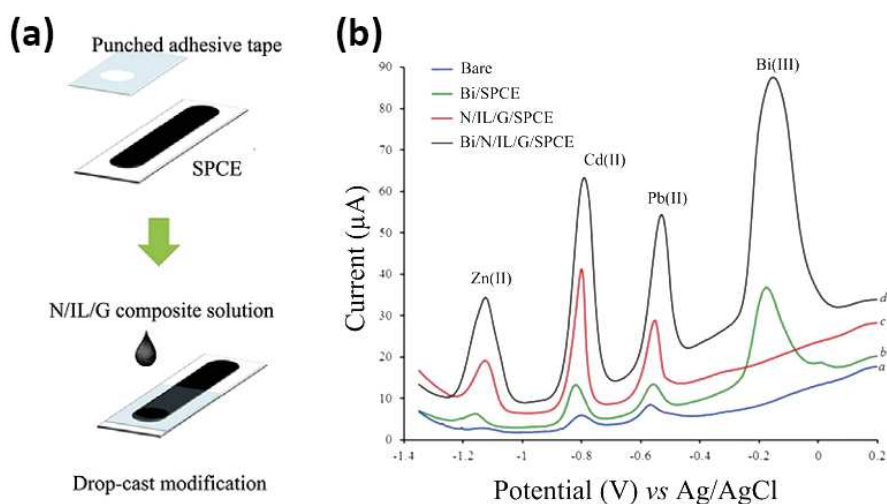 (a)
Punched adhesive tape
SPCE
N/IL/G composite solution
Drop-cast modification
(b)
Bare
Bi/SPCE
N/IL/G/SPCE
Bi/N/IL/G/SPCE
Zn(II)
Cd(II)
Pb(II)
Bi(III)
d
c
b
a
Current (µA)
90
80
70
60
50
40
30
20
10
0
-1.4 -1.2 -1 -0.8 -0.6 -0.4 -0.2 0 0.2
Potential (V) vs Ag/AgCl